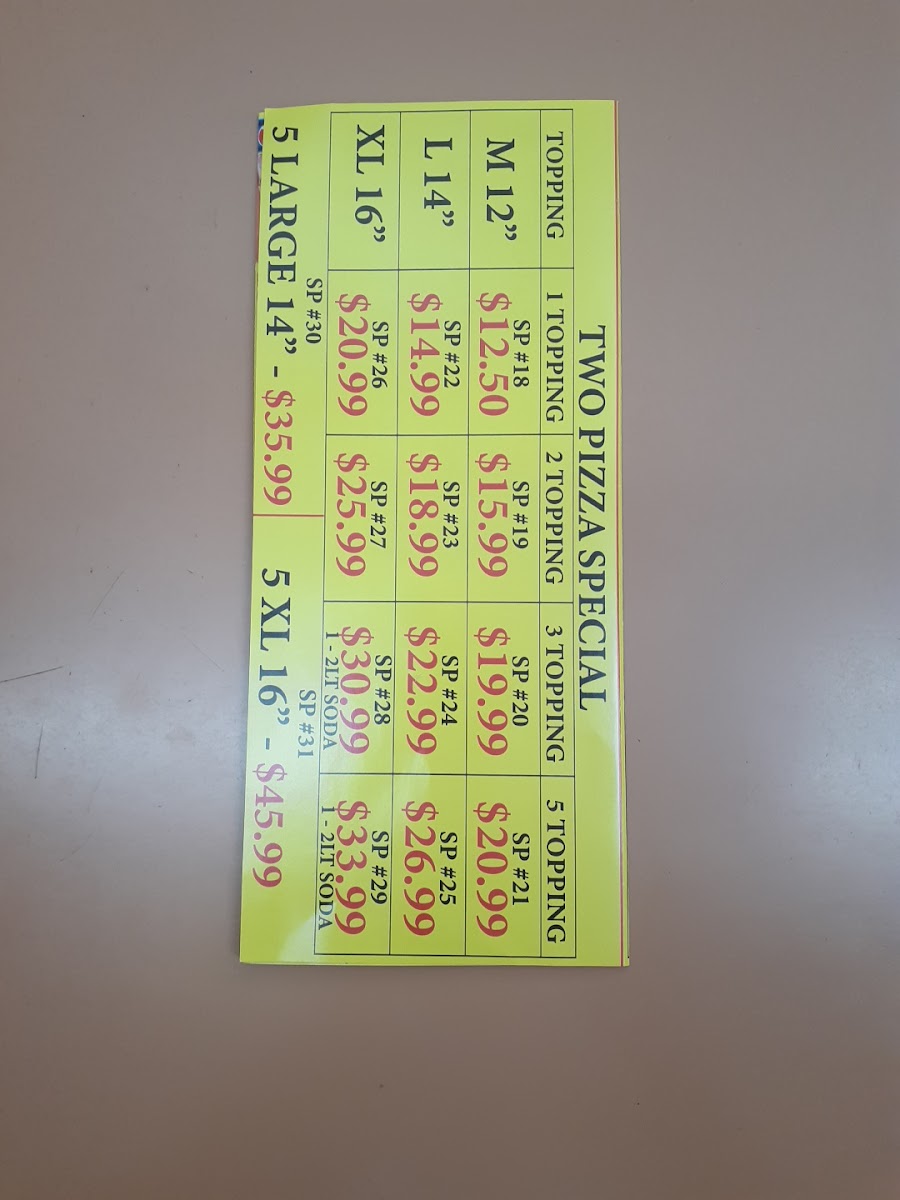 TWO PIZZA SPECIAL
TOPPING 1 TOPPING 2 TOPPING 3 TOPPING 5 TOPPING
SP #18 SP #19 SP #20 SP #21
M 12” $12.50 $15.99 $19.99 $20.99
SP #22 SP #23 SP #24 SP #25
L 14” $14.99 $18.99 $22.99 $26.99
SP #26 SP #27 SP #28 SP #29
XL 16” $20.99 $25.99 $30.99 $33.99
1 - 2LT SODA 1 - 2LT SODA
SP #30 SP #31
5 LARGE 14” - $35.99 5 XL 16” - $45.99